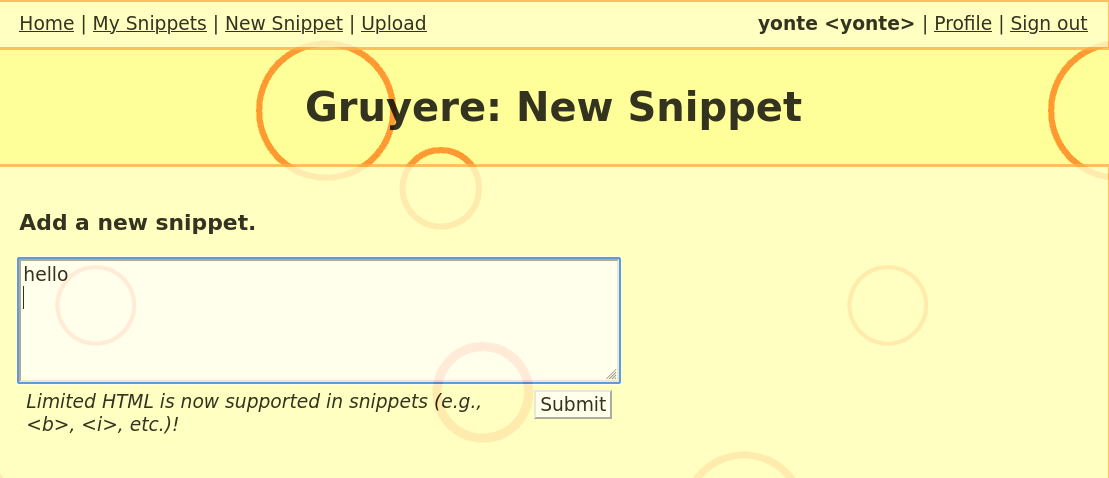 Home | My Snippets | New Snippet | Upload yonte <yonte> | Profile | Sign out
Gruyere: New Snippet
Add a new snippet.
hello
Limited HTML is now supported in snippets (e.g.,
<b>, <i>, etc.)!
Submit